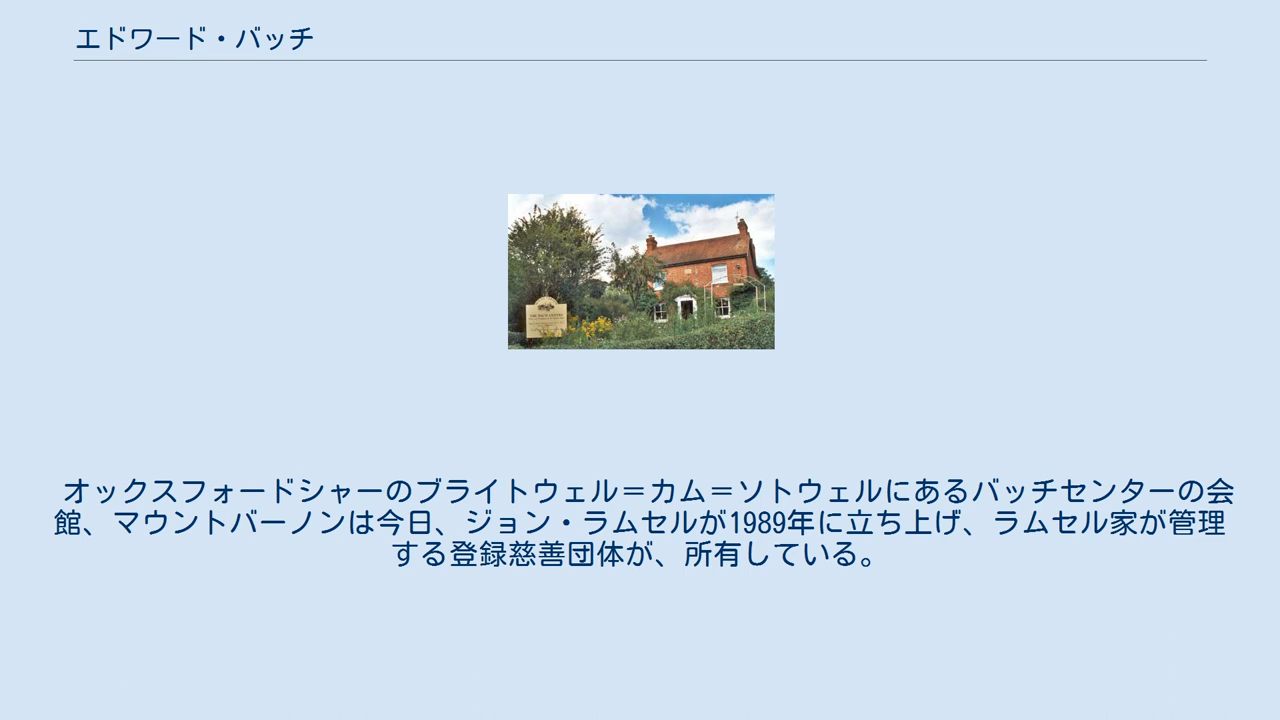 エドワード・バッチ
THE BACH CENTRE
オックスフォードシャーのブライトウェル＝カム＝ソトウェルにあるバッチセンターの会
館、マウントバーノンは今日、ジョン・ラムセルが1989年に立ち上げ、ラムセル家が管理
する登録慈善団体が、所有している。